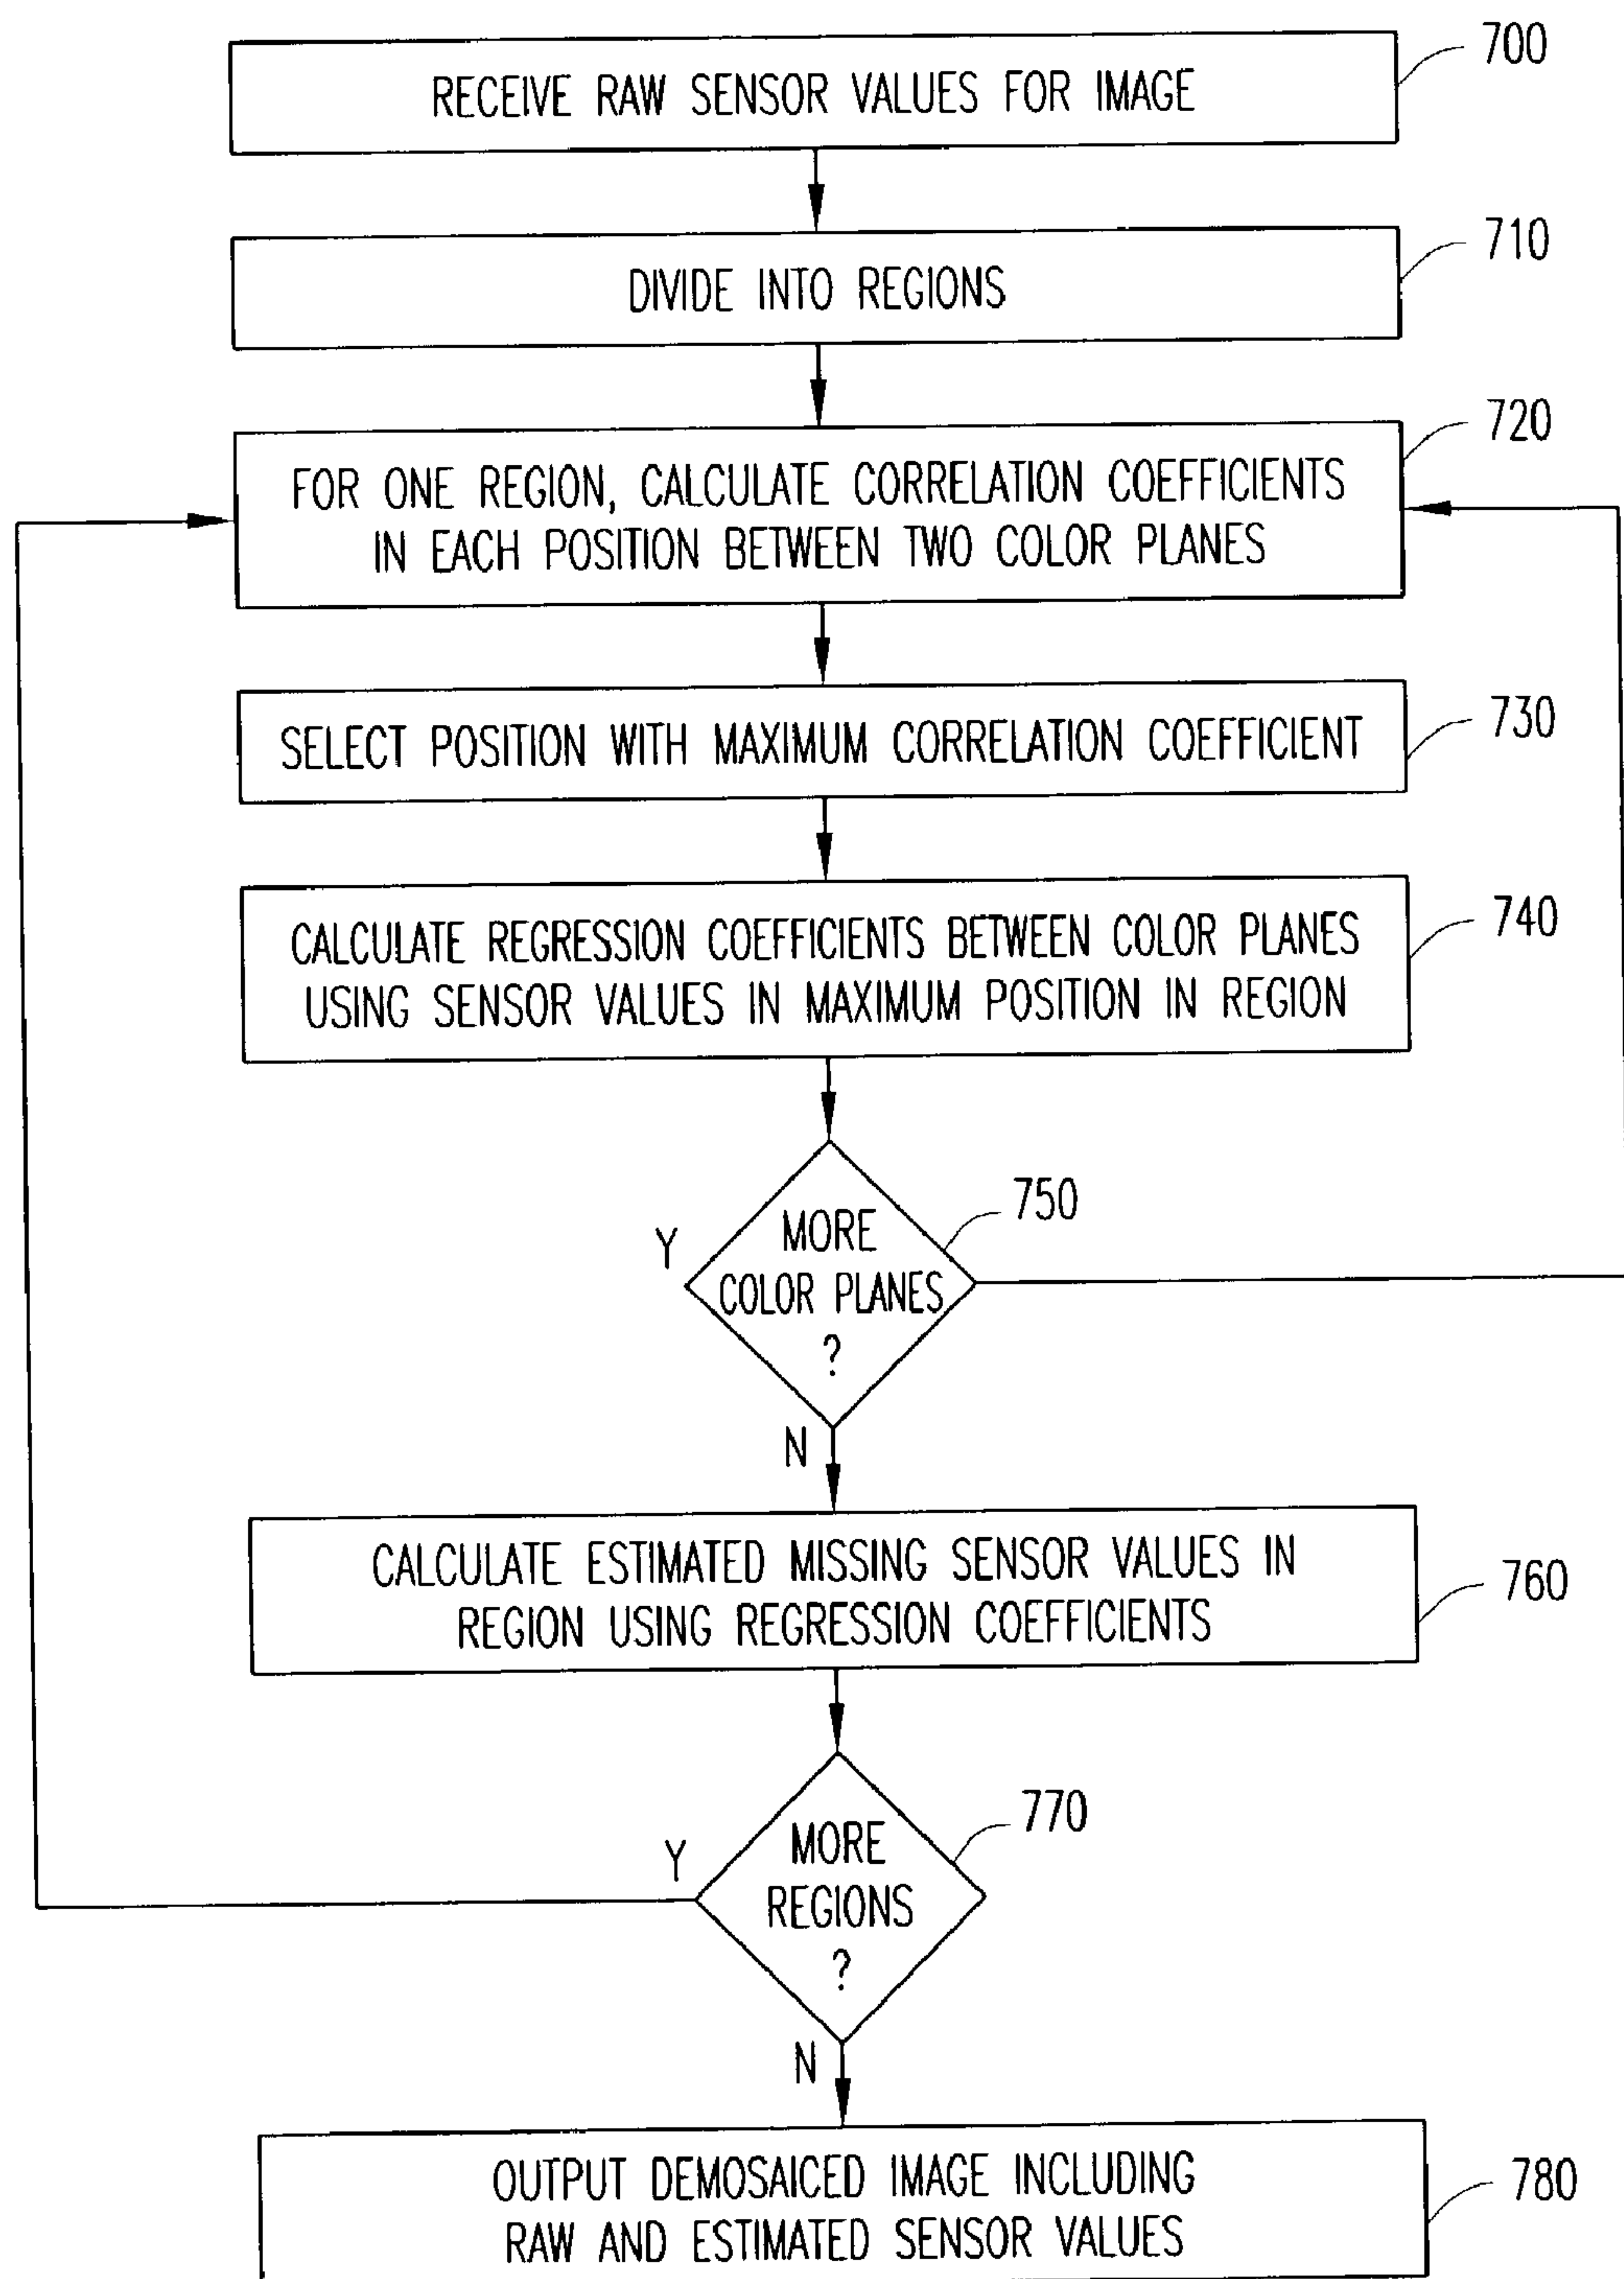 700
RECEIVE RAW SENSOR VALUES FOR IMAGE
710
DIVIDE INTO REGIONS
720
FOR ONE REGION, CALCULATE CORRELATION COEFFICIENTS
IN EACH POSITION BETWEEN TWO COLOR PLANES
730
SELECT POSITION WITH MAXIMUM CORRELATION COEFFICIENT
740
CALCULATE REGRESSION COEFFICIENTS BETWEEN COLOR PLANES
USING SENSOR VALUES IN MAXIMUM POSITION IN REGION
750
Y
MORE
COLOR PLANES
?
N
CALCULATE ESTIMATED MISSING SENSOR VALUES IN
REGION USING REGRESSION COEFFICIENTS
760
770
Y
MORE
REGIONS
?
N
OUTPUT DEMOSAICED IMAGE INCLUDING
RAW AND ESTIMATED SENSOR VALUES
780